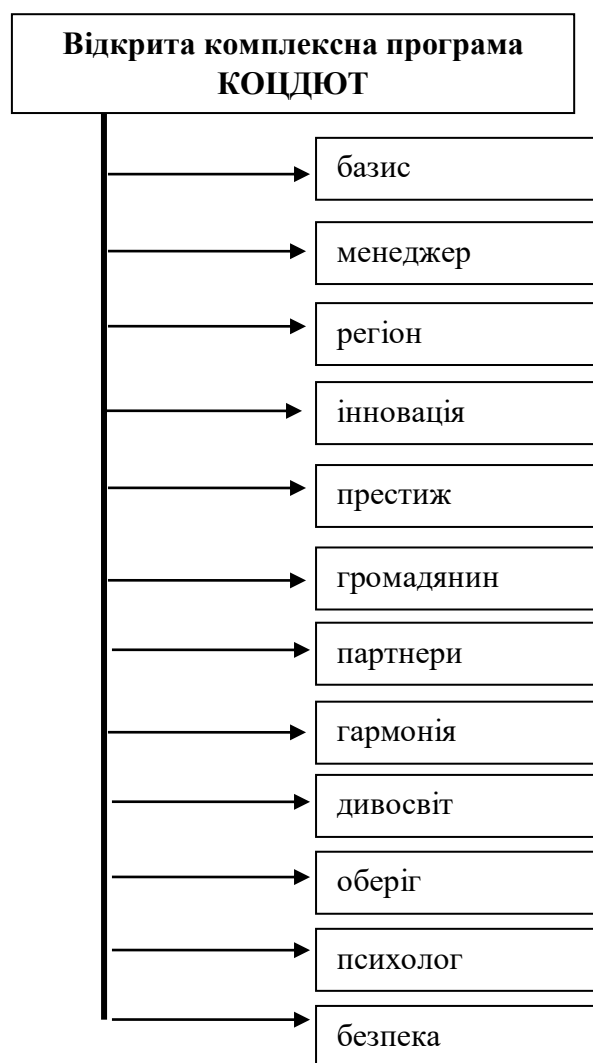 Відкрита комплексна програма
КОЦДЮТ
базис
менеджер
регіон
інновація
престиж
громадянин
партнери
гармонія
дивосвіт
оберіг
психолог
безпека